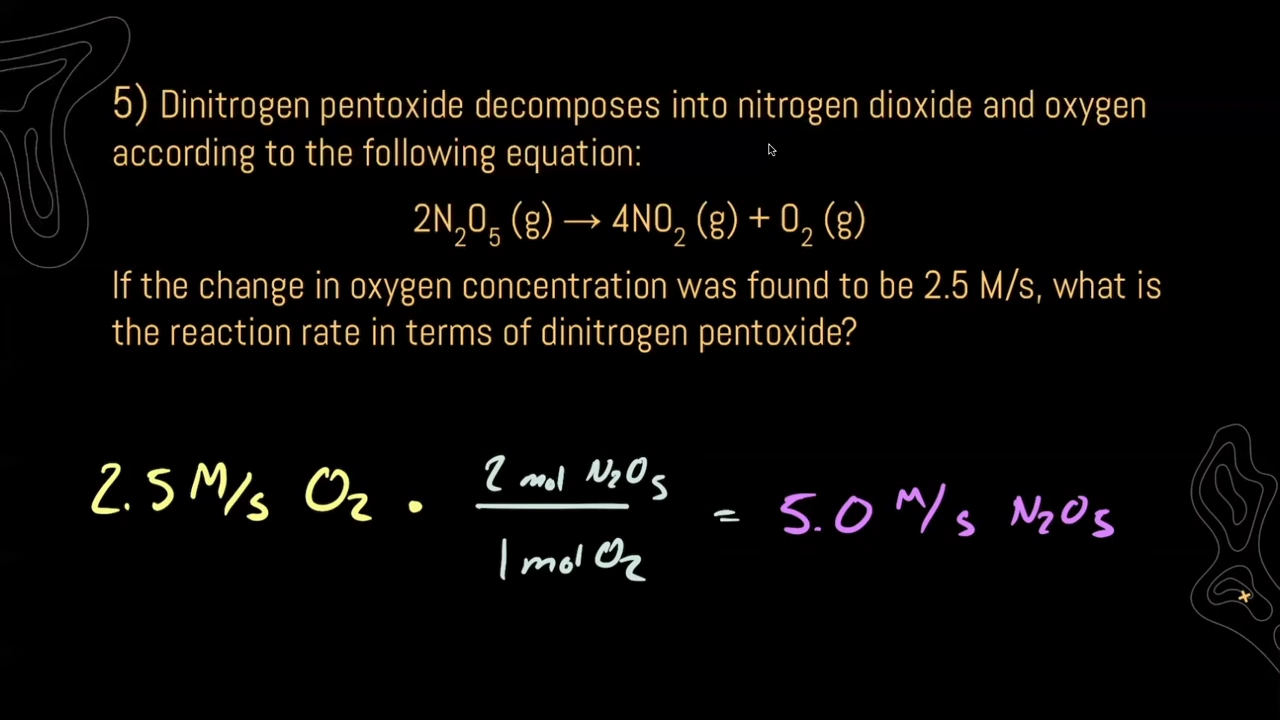 5) Dinitrogen pentoxide decomposes into nitrogen dioxide and oxygen
according to the following equation:
2N₂O₅ (g) → 4NO₂ (g) + O₂ (g)
If the change in oxygen concentration was found to be 2.5 M/s, what is
the reaction rate in terms of dinitrogen pentoxide?
2.5 M/s O₂ · 2 mol N₂O₅ / 1 mol O₂ = 5.0 M/s N₂O₅